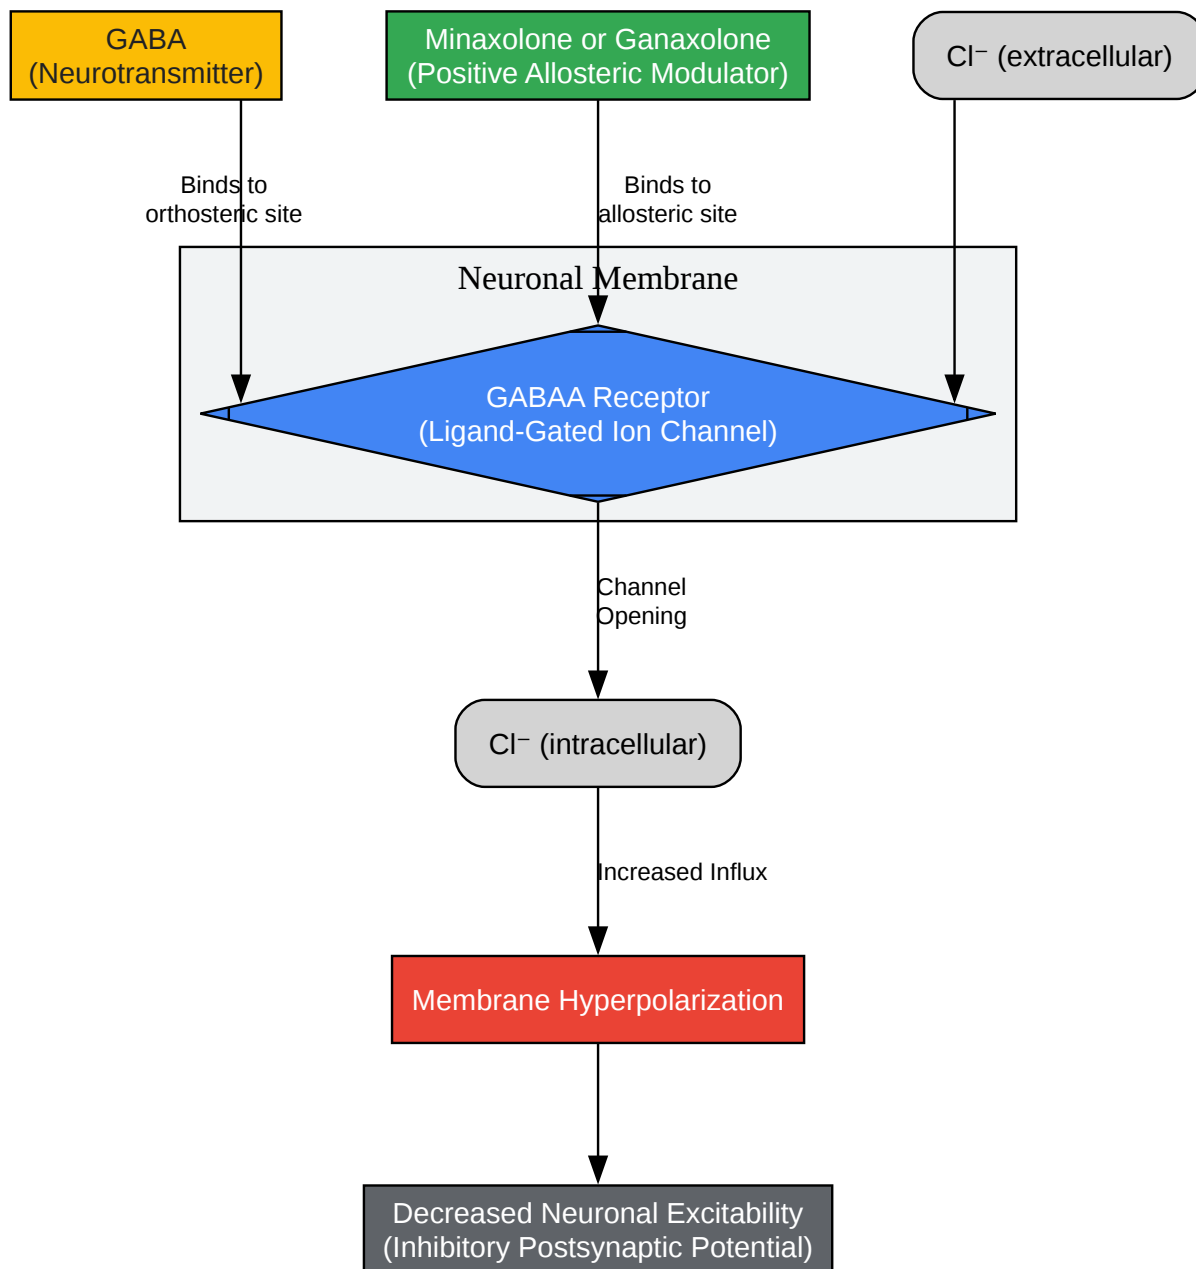 GABA
(Neurotransmitter)
Minaxolone or Ganaxolone
(Positive Allosteric Modulator)
Cl⁻ (extracellular)
Binds to
orthosteric site
Binds to
allosteric site
Neuronal Membrane
GABAA Receptor
(Ligand-Gated Ion Channel)
Channel
Opening
Cl⁻ (intracellular)
Increased Influx
Membrane Hyperpolarization
Decreased Neuronal Excitability
(Inhibitory Postsynaptic Potential)